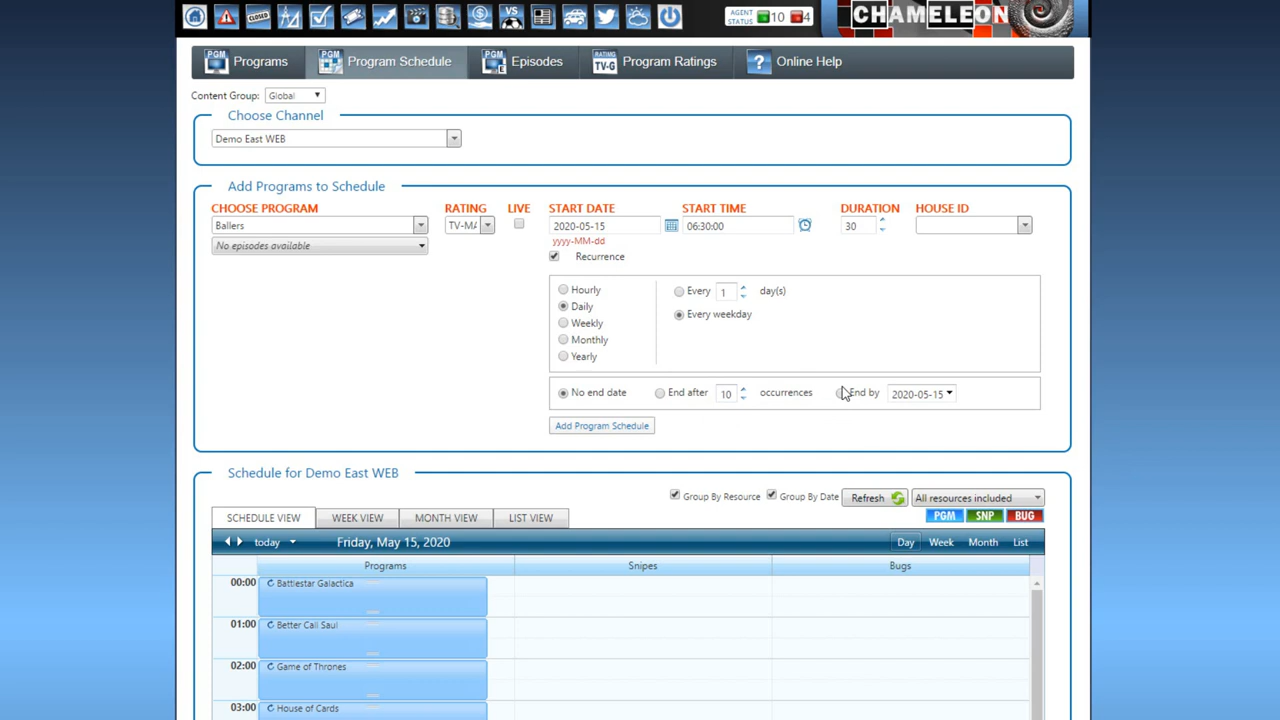 CLOSED
VS
AGENT STATUS 10 4
CHAMELEON
PGM Programs
PGM Program Schedule
PGM E Episodes
RATING TV-G Program Ratings
? Online Help
Content Group: Global
Choose Channel
Demo East WEB
Add Programs to Schedule
CHOOSE PROGRAM RATING LIVE START DATE START TIME DURATION HOUSE ID
Ballers TV-MA 2020-05-15 06:30:00 30
No episodes available yyyy-MM-dd
Recurrence
Hourly Every 1 day(s)
Daily
Every weekday
Weekly
Monthly
Yearly
No end date End after 10 occurrences End by 2020-05-15
Add Program Schedule
Schedule for Demo East WEB
Group By Resource Group By Date Refresh All resources included
SCHEDULE VIEW WEEK VIEW MONTH VIEW LIST VIEW PGM SNP BUG
today Friday, May 15, 2020 Day Week Month List
Programs Snipes Bugs
00:00 Battlestar Galactica
01:00 Better Call Saul
02:00 Game of Thrones
03:00 House of Cards